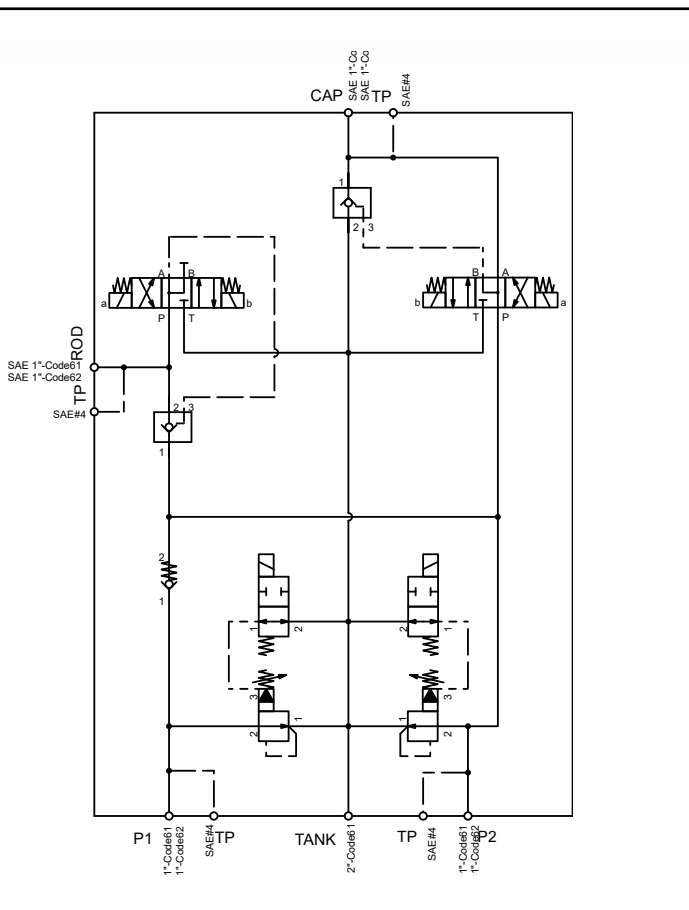 SAE 1"-Co
SAE 1"-Co
SAE#4
CAP
TP
1
2
3
A
B
a
b
P
T
B
A
b
a
T
P
ROD
SAE 1"-Code61
SAE 1"-Code62
TP
SAE#4
2
3
1
2
1
1
2
2
1
3
3
2
1
1
2
P1
1"-Code61
1"-Code62
SAE#4
TP
TANK
2"-Code61
TP
SAE#4
1"-Code61
1"-Code62
P2